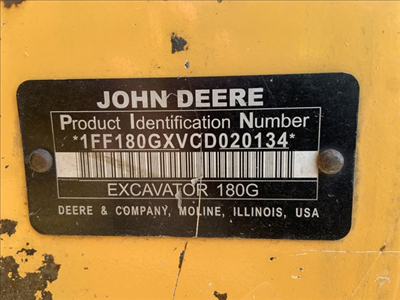 JOHN DEERE
Product Identification Number
*1FF180GXVCD020134*
EXCAVATOR 180G
DEERE & COMPANY, MOLINE, ILLINOIS, USA